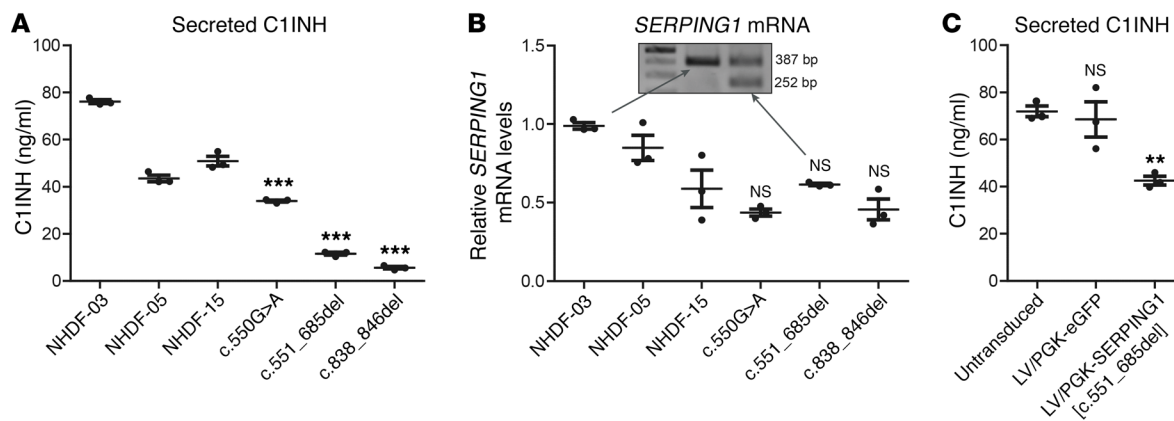 A
Secreted C1INH
C1INH (ng/ml)
100
80
60
40
20
0
***
***
***
NHDF-03
NHDF-05
NHDF-15
c.550G>A
c.551_685del
c.838_846del
B
SERPING1 mRNA
Relative SERPING1
mRNA levels
1.5
1.0
0.5
0.0
387 bp
252 bp
NS
NS
NS
NHDF-03
NHDF-05
NHDF-15
c.550G>A
c.551_685del
c.838_846del
C
Secreted C1INH
C1INH (ng/ml)
100
80
60
40
20
0
NS
**
Untransduced
LV/PGK-eGFP
LV/PGK-SERPING1
[c.551_685del]